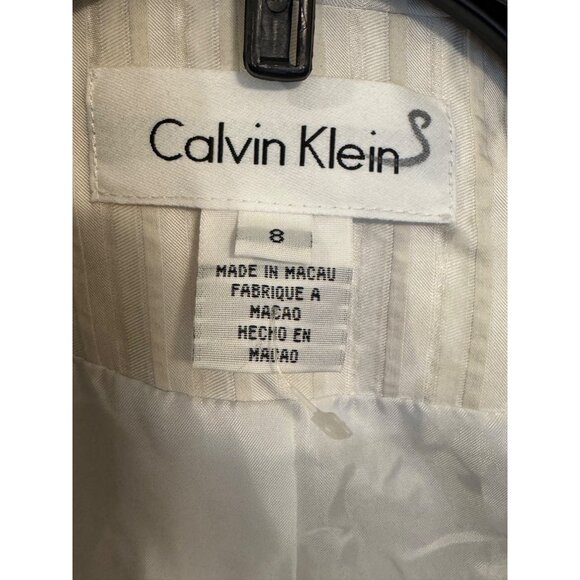 Calvin Klein
8
MADE IN MACAU
FABRIQUE A
MACAO
HECHO EN
MACAO